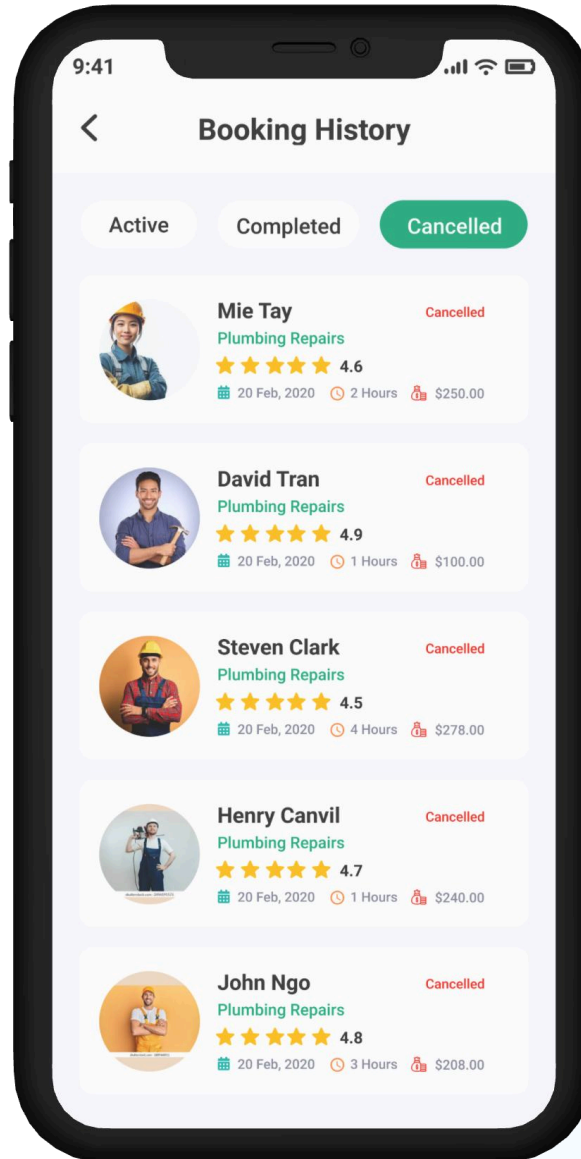 9:41
Booking History
Active Completed Cancelled
Mie Tay Cancelled
Plumbing Repairs
4.6
20 Feb, 2020 2 Hours $250.00
David Tran Cancelled
Plumbing Repairs
4.9
20 Feb, 2020 1 Hours $100.00
Steven Clark Cancelled
Plumbing Repairs
4.5
20 Feb, 2020 4 Hours $278.00
Henry Canvil Cancelled
Plumbing Repairs
4.7
20 Feb, 2020 1 Hours $240.00
John Ngo Cancelled
Plumbing Repairs
4.8
20 Feb, 2020 3 Hours $208.00